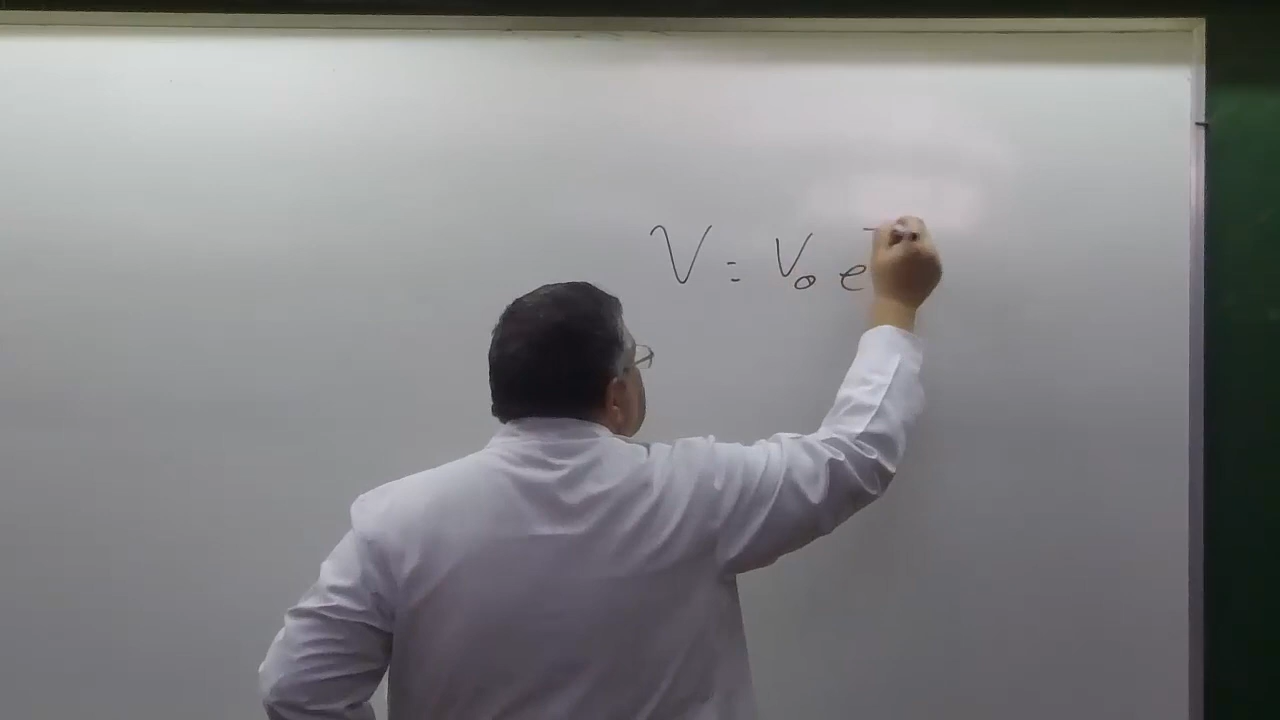 V = V₀ e⁻